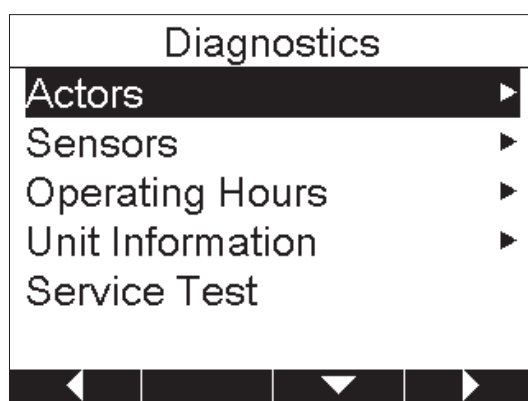 Diagnostics
Actors
Sensors
Operating Hours
Unit Information
Service Test